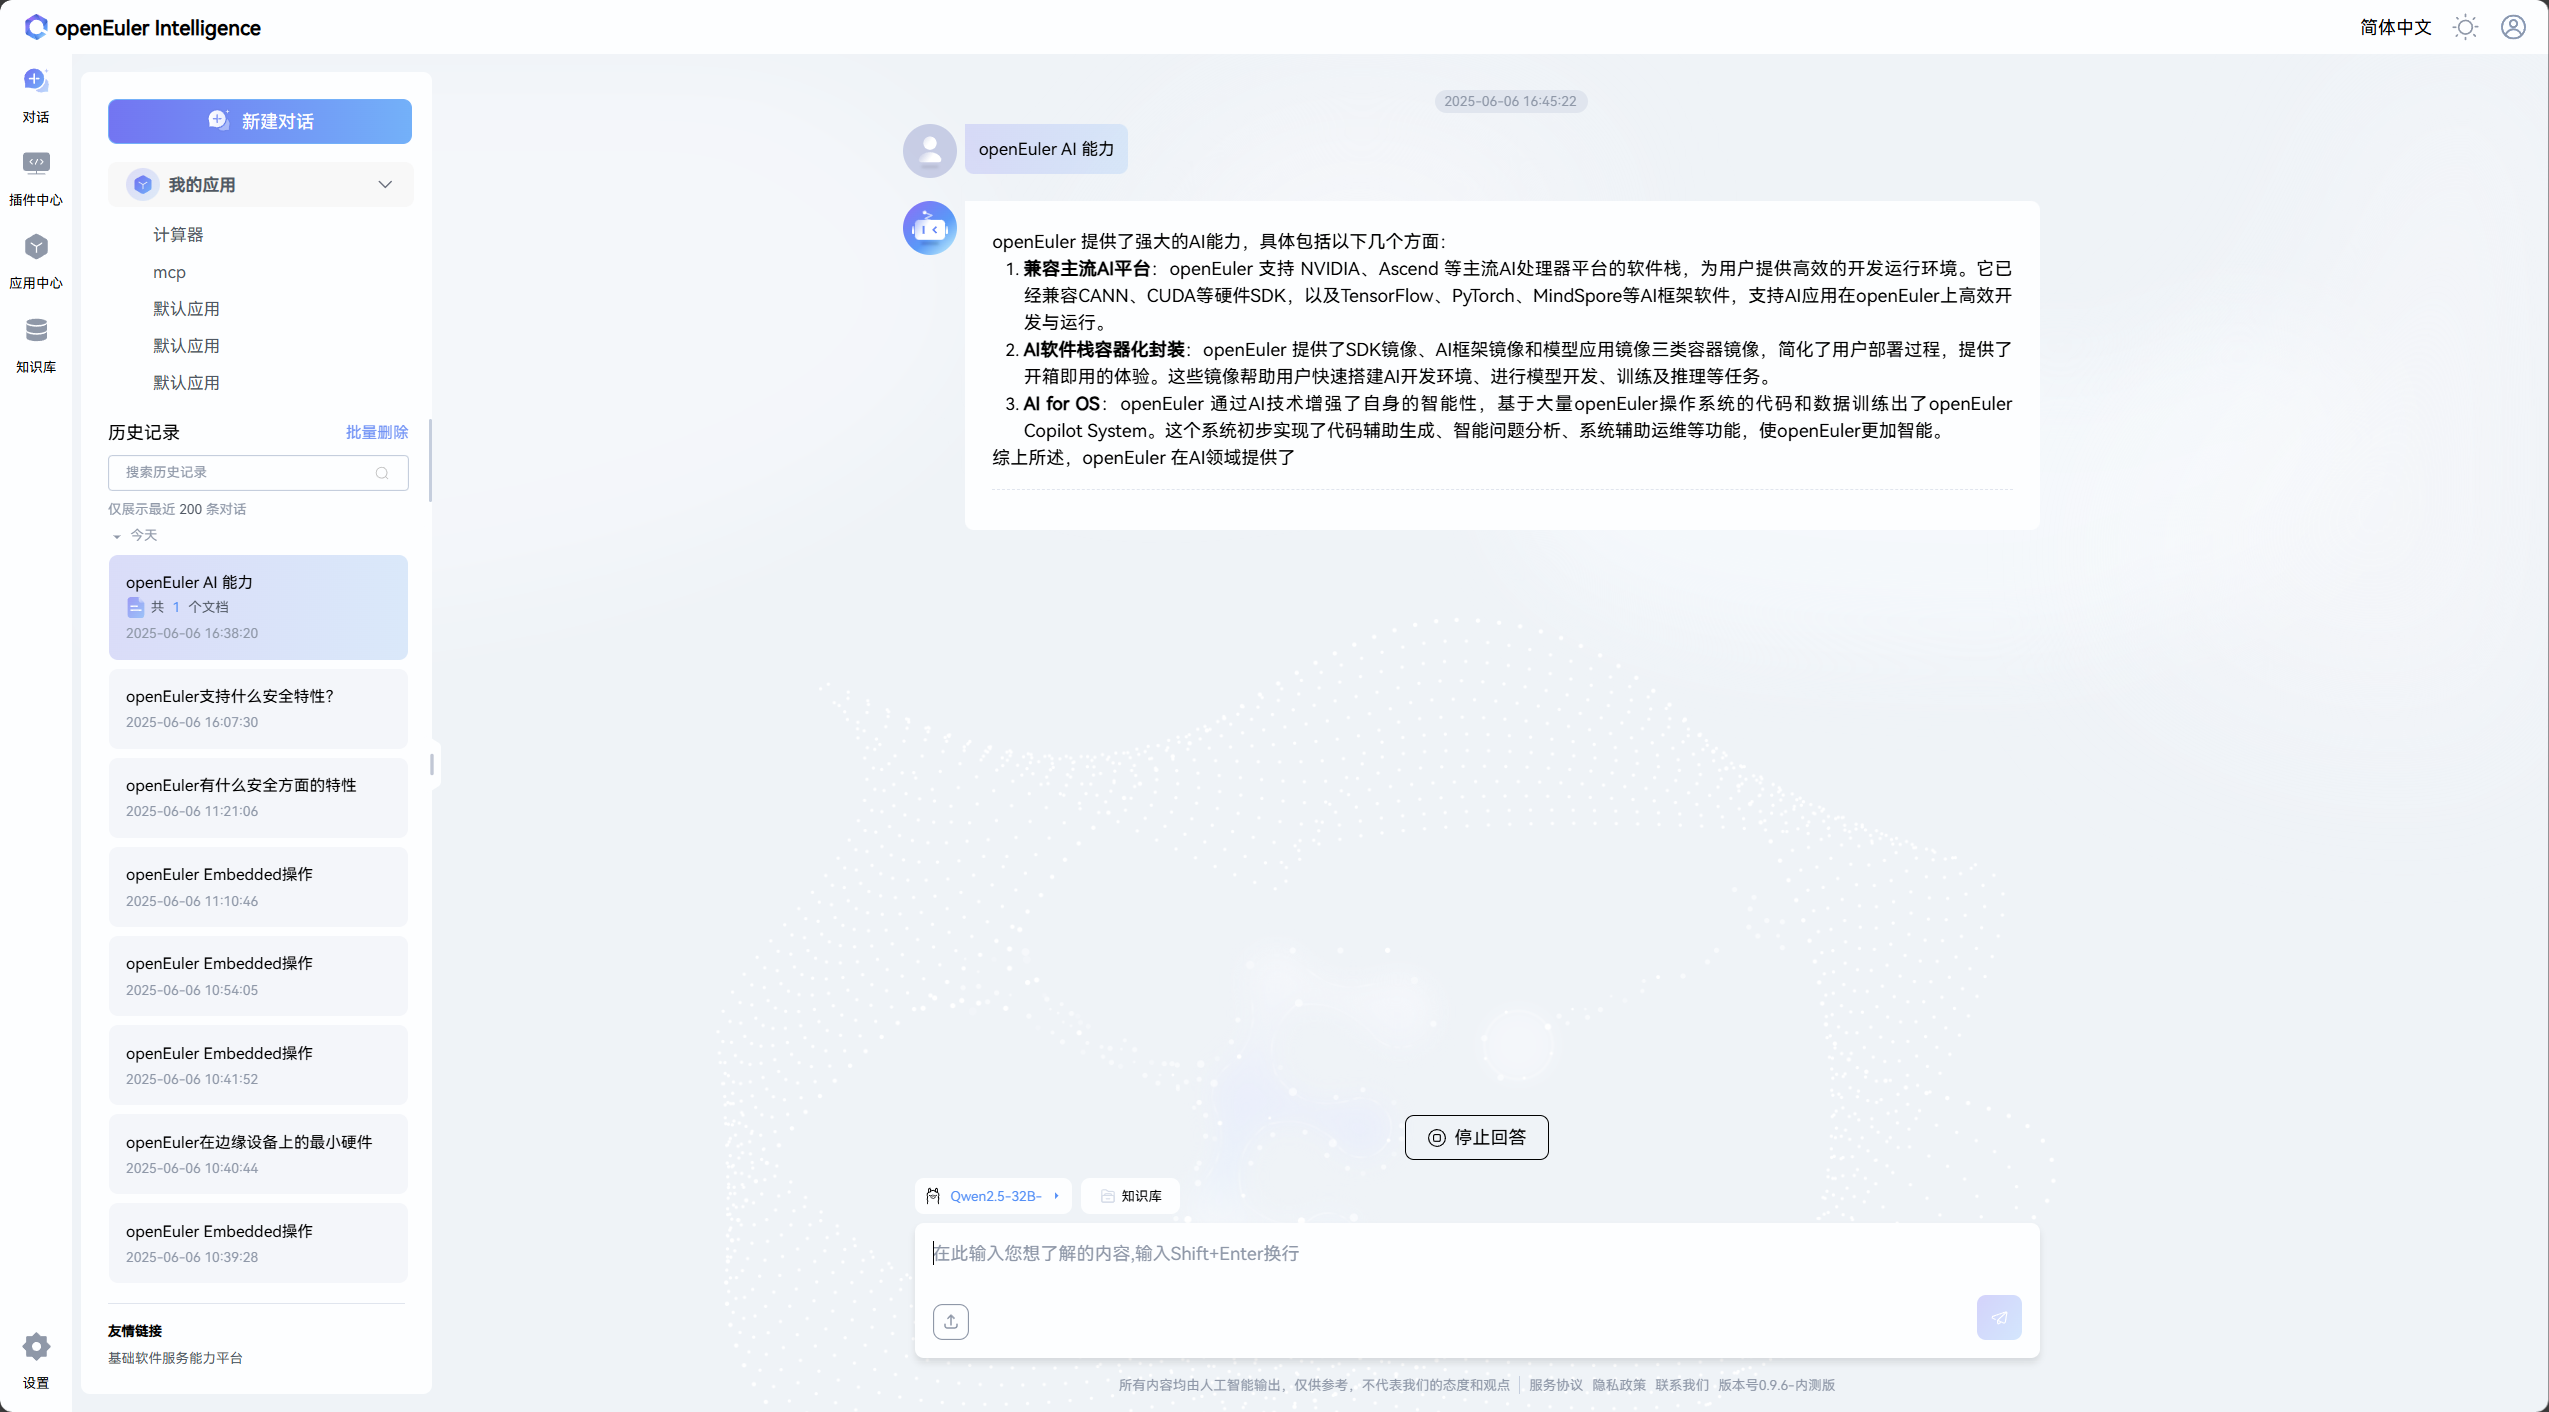 openEuler Intelligence
简体中文
对话
插件中心
应用中心
知识库
设置
新建对话
我的应用
计算器
mcp
默认应用
默认应用
默认应用
历史记录
批量删除
搜索历史记录
仅展示最近 200 条对话
今天
openEuler AI 能力
共 1 个文档
2025-06-06 16:38:20
openEuler支持什么安全特性?
2025-06-06 16:07:30
openEuler有什么安全方面的特性
2025-06-06 11:21:06
openEuler Embedded操作
2025-06-06 11:10:46
openEuler Embedded操作
2025-06-06 10:54:05
openEuler Embedded操作
2025-06-06 10:41:52
openEuler在边缘设备上的最小硬件
2025-06-06 10:40:44
openEuler Embedded操作
2025-06-06 10:39:28
友情链接
基础软件服务能力平台
2025-06-06 16:45:22
openEuler AI 能力
openEuler 提供了强大的AI能力，具体包括以下几个方面：
1. 兼容主流AI平台：openEuler 支持 NVIDIA、Ascend 等主流AI处理器平台的软件栈，为用户提供高效的开发运行环境。它已
经兼容CANN、CUDA等硬件SDK，以及TensorFlow、PyTorch、MindSpore等AI框架软件，支持AI应用在openEuler上高效开
发与运行。
2. AI软件栈容器化封装：openEuler 提供了SDK镜像、AI框架镜像和模型应用镜像三类容器镜像，简化了用户部署过程，提供了
开箱即用的体验。这些镜像帮助用户快速搭建AI开发环境、进行模型开发、训练及推理等任务。
3. AI for OS：openEuler 通过AI技术增强了自身的智能性，基于大量openEuler操作系统的代码和数据训练出了openEuler
Copilot System。这个系统初步实现了代码辅助生成、智能问题分析、系统辅助运维等功能，使openEuler更加智能。
综上所述，openEuler 在AI领域提供了
停止回答
Qwen2.5-32B-
知识库
在此输入您想了解的内容,输入Shift+Enter换行
所有内容均由人工智能输出，仅供参考，不代表我们的态度和观点 服务协议 隐私政策 联系我们 版本号0.9.6-内测版